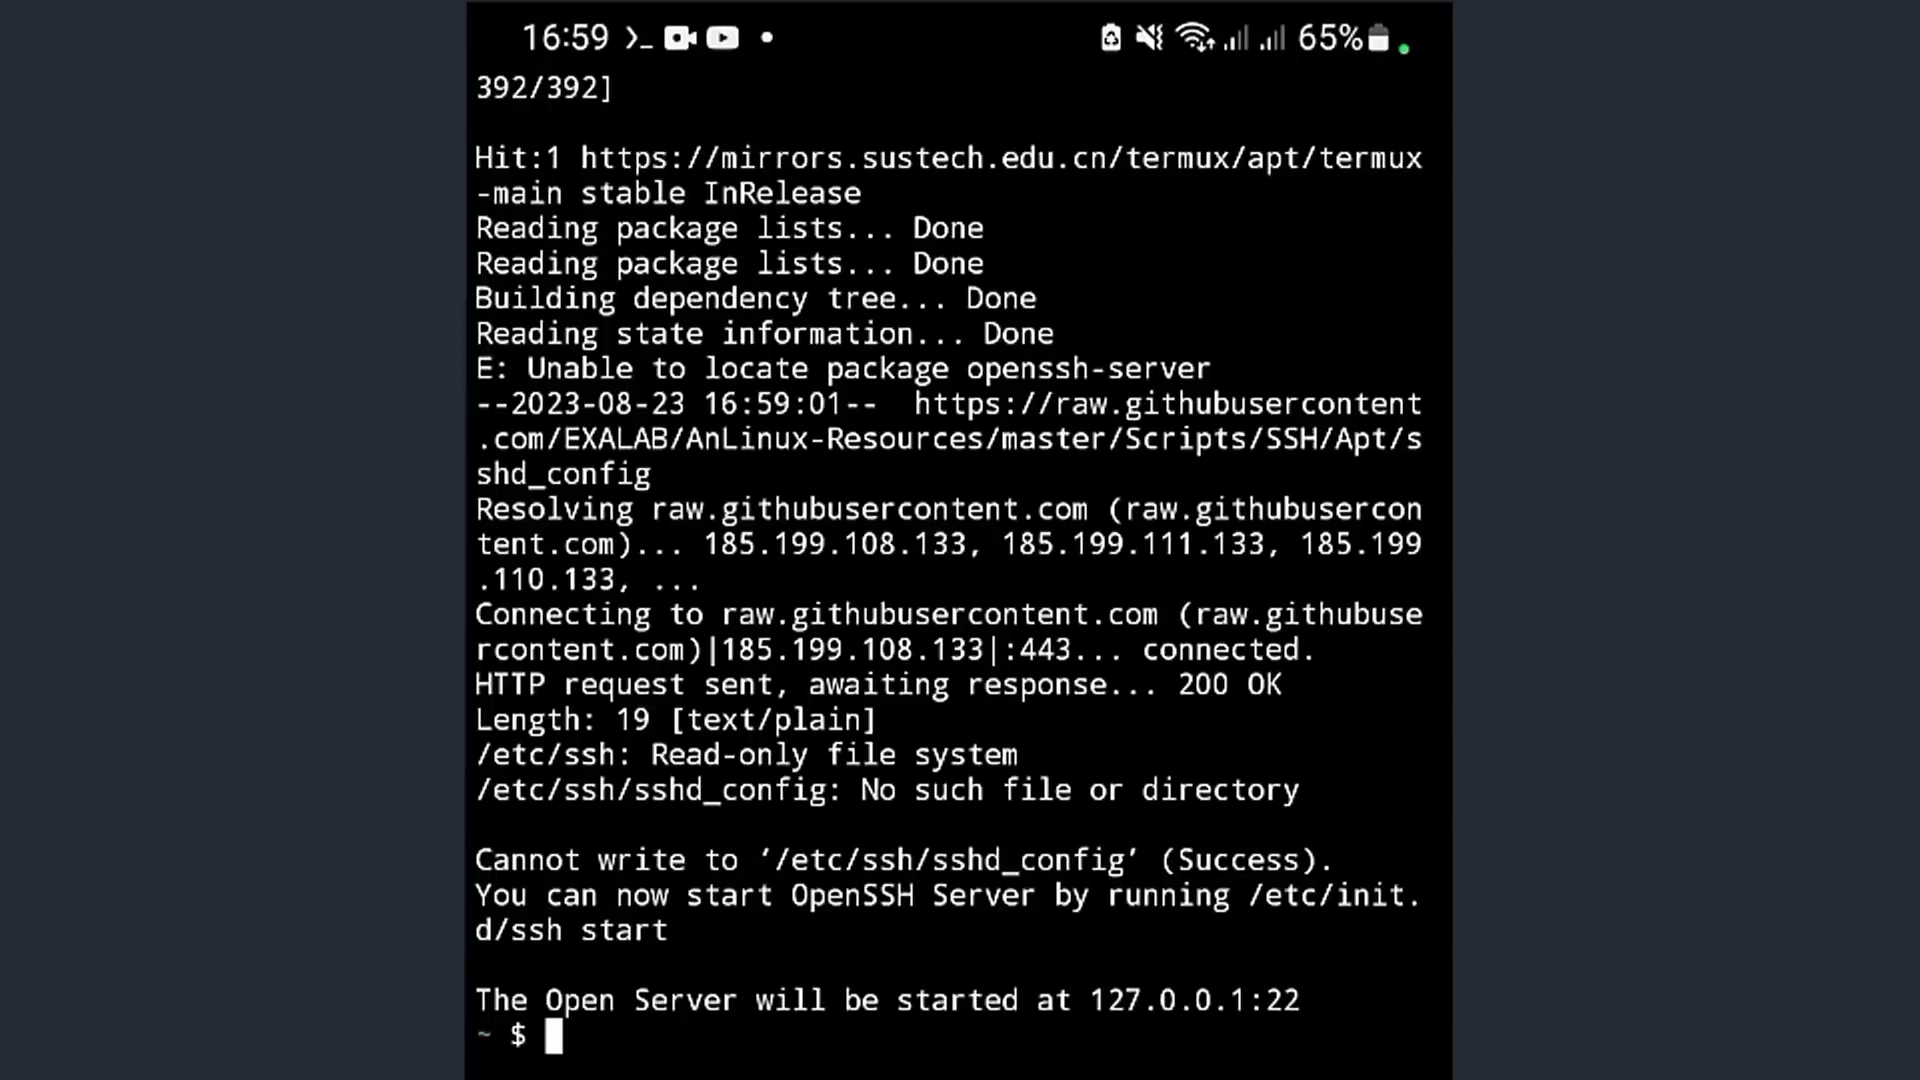 16:59 >_ 65%
392/392]
Hit:1 https://mirrors.sustech.edu.cn/termux/apt/termux
-main stable InRelease
Reading package lists... Done
Reading package lists... Done
Building dependency tree... Done
Reading state information... Done
E: Unable to locate package openssh-server
--2023-08-23 16:59:01--  https://raw.githubusercontent
.com/EXALAB/AnLinux-Resources/master/Scripts/SSH/Apt/s
shd_config
Resolving raw.githubusercontent.com (raw.githubusercon
tent.com)... 185.199.108.133, 185.199.111.133, 185.199
.110.133, ...
Connecting to raw.githubusercontent.com (raw.githubuse
rcontent.com)|185.199.108.133|:443... connected.
HTTP request sent, awaiting response... 200 OK
Length: 19 [text/plain]
/etc/ssh: Read-only file system
/etc/ssh/sshd_config: No such file or directory
Cannot write to ‘/etc/ssh/sshd_config’ (Success).
You can now start OpenSSH Server by running /etc/init.
d/ssh start
The Open Server will be started at 127.0.0.1:22
~ $